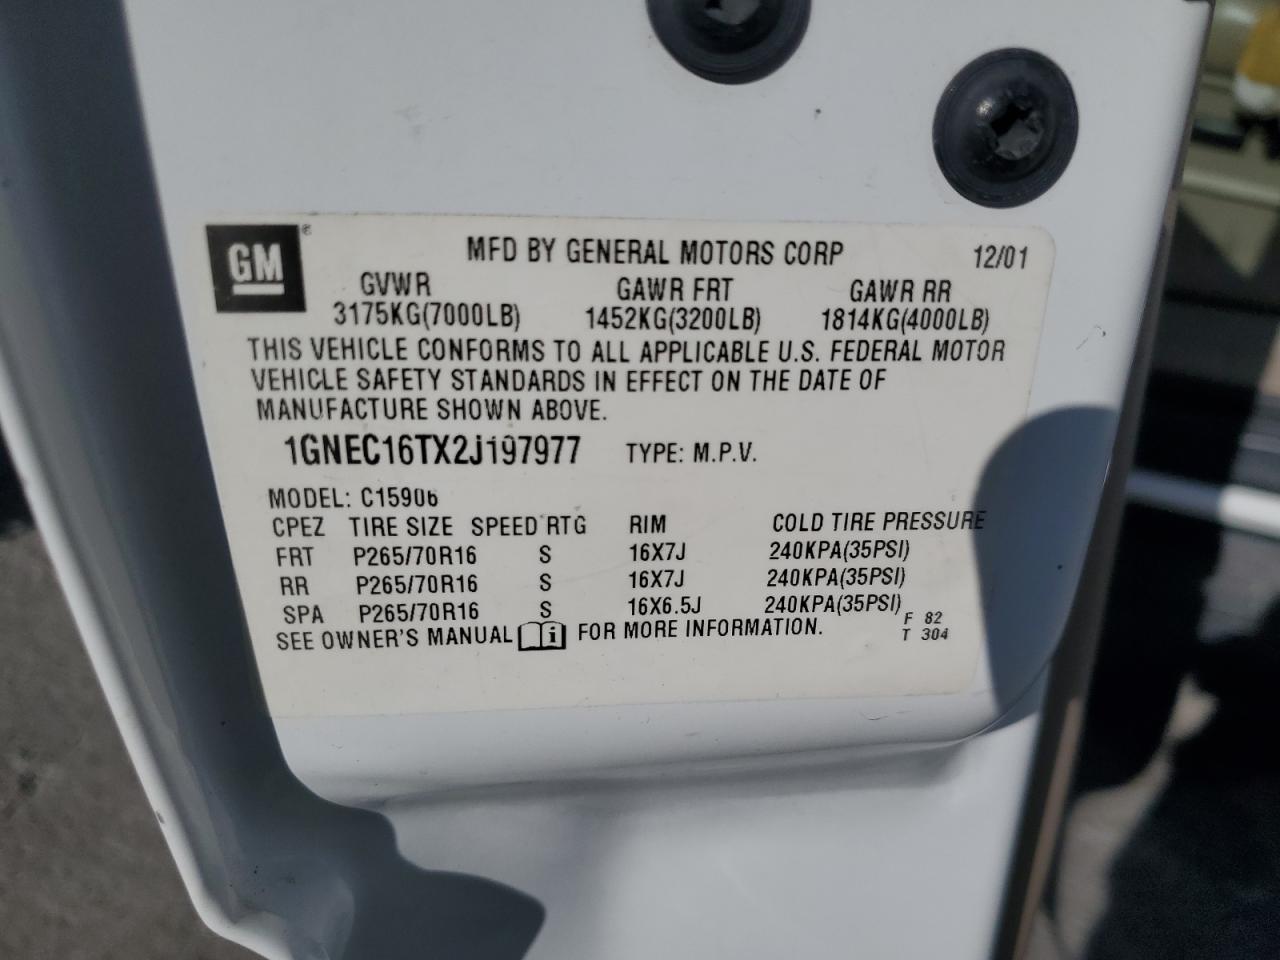 GM®
MFD BY GENERAL MOTORS CORP 12/01
GVWR GAWR FRT GAWR RR
3175KG(7000LB) 1452KG(3200LB) 1814KG(4000LB)
THIS VEHICLE CONFORMS TO ALL APPLICABLE U.S. FEDERAL MOTOR
VEHICLE SAFETY STANDARDS IN EFFECT ON THE DATE OF
MANUFACTURE SHOWN ABOVE.
1GNEC16TX2J197977 TYPE: M.P.V.
MODEL: C15906
CPEZ TIRE SIZE SPEED RTG RIM COLD TIRE PRESSURE
FRT P265/70R16 S 16X7J 240KPA(35PSI)
RR P265/70R16 S 16X7J 240KPA(35PSI)
SPA P265/70R16 S 16X6.5J 240KPA(35PSI)
SEE OWNER'S MANUAL i FOR MORE INFORMATION.
F 82
T 304